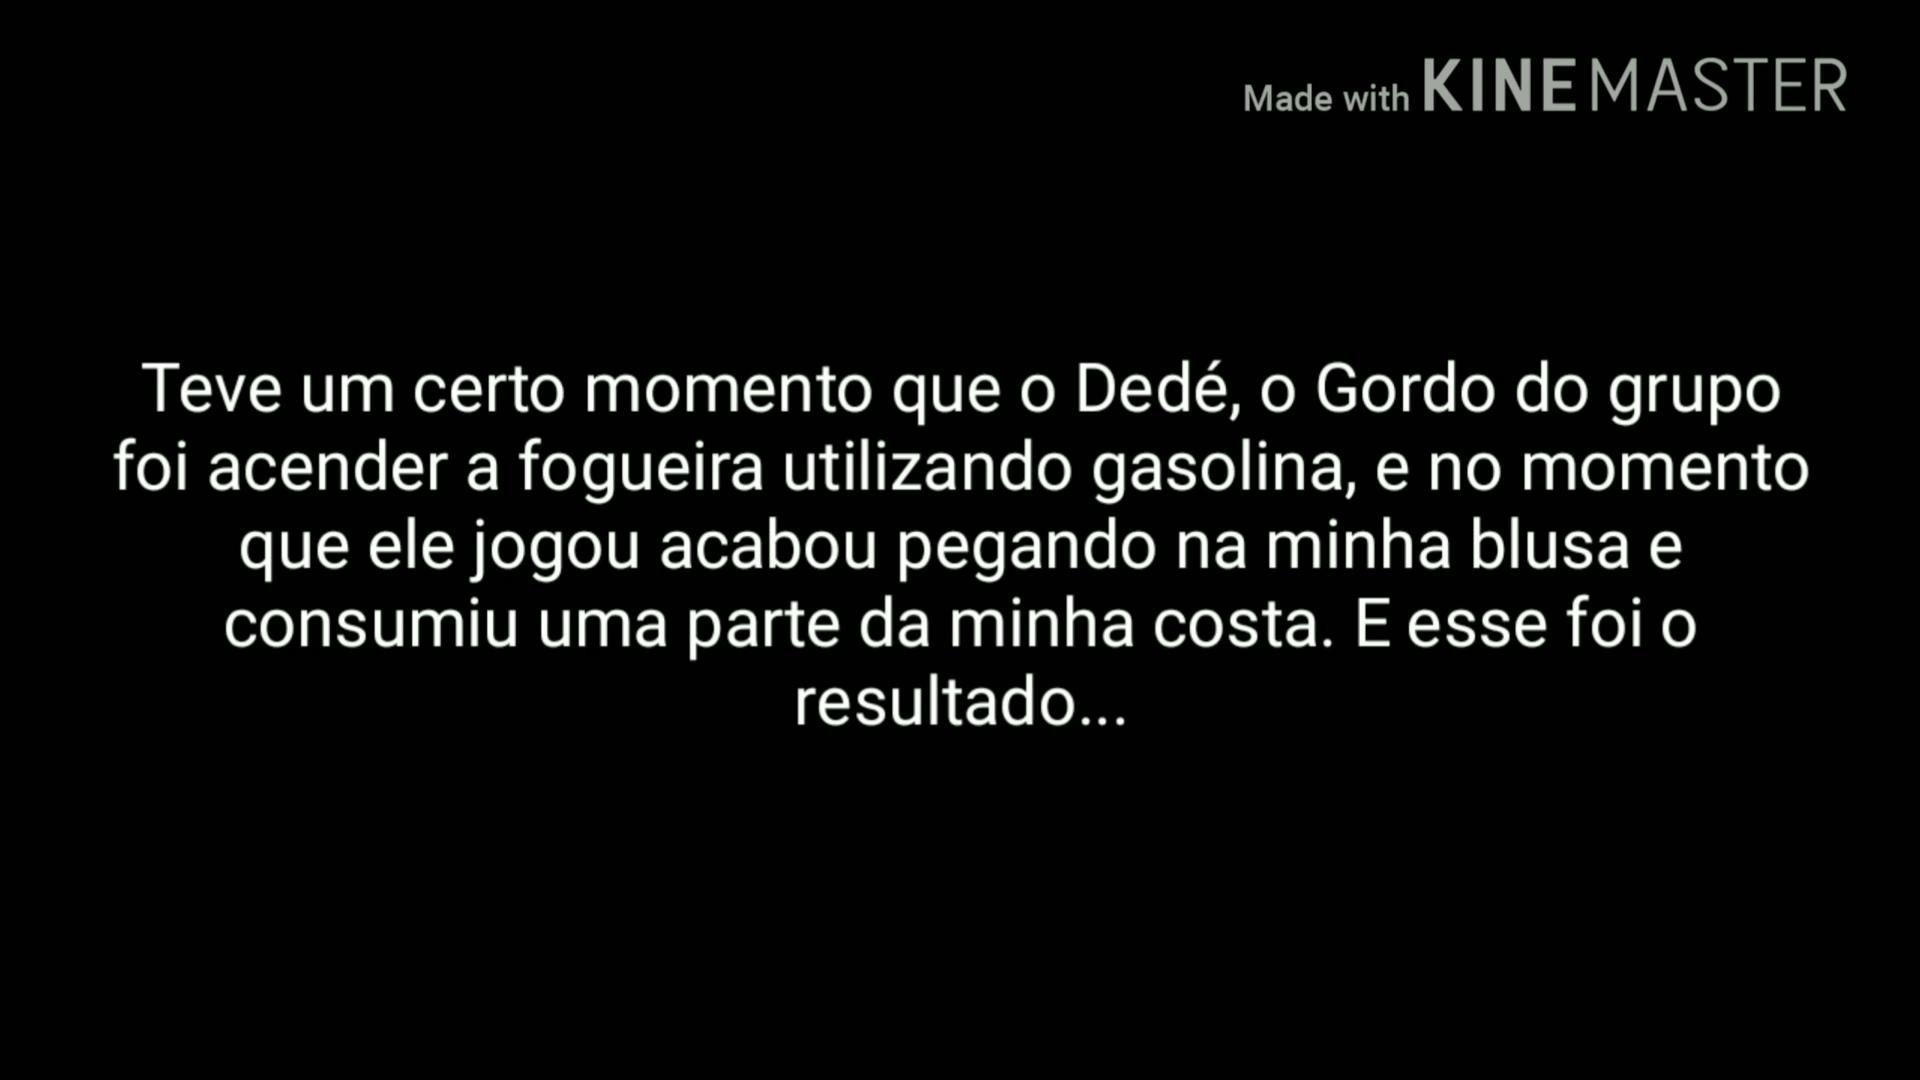 Made with KINEMASTER
Teve um certo momento que o Dedé, o Gordo do grupo
foi acender a fogueira utilizando gasolina, e no momento
que ele jogou acabou pegando na minha blusa e
consumiu uma parte da minha costa. E esse foi o
resultado...